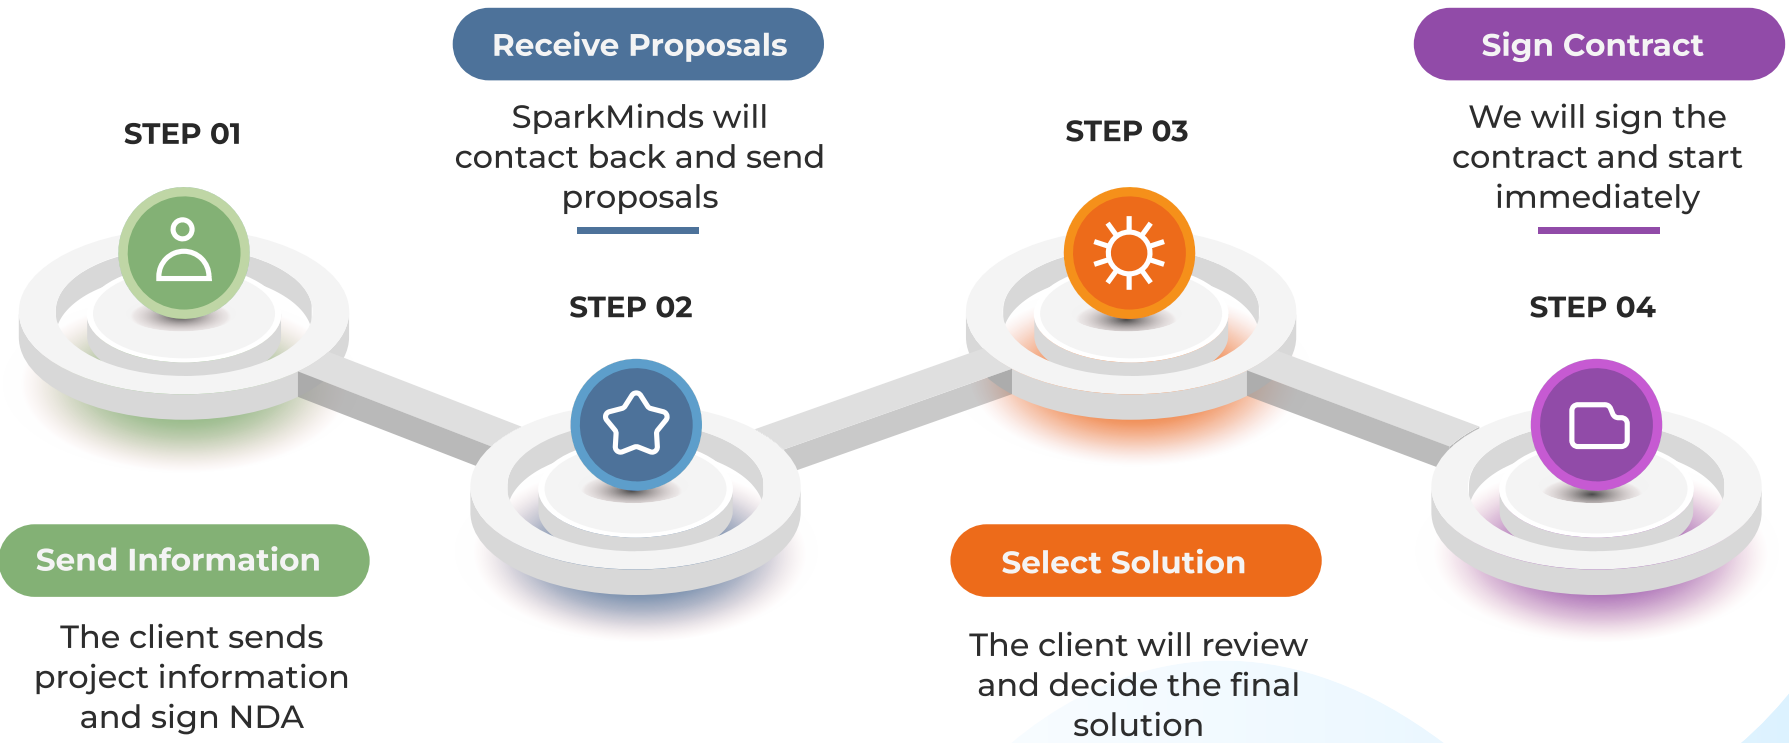 STEP 01
Send Information
The client sends
project information
and sign NDA
Receive Proposals
SparkMinds will
contact back and send
proposals
STEP 02
STEP 03
Select Solution
The client will review
and decide the final
solution
Sign Contract
We will sign the
contract and start
immediately
STEP 04